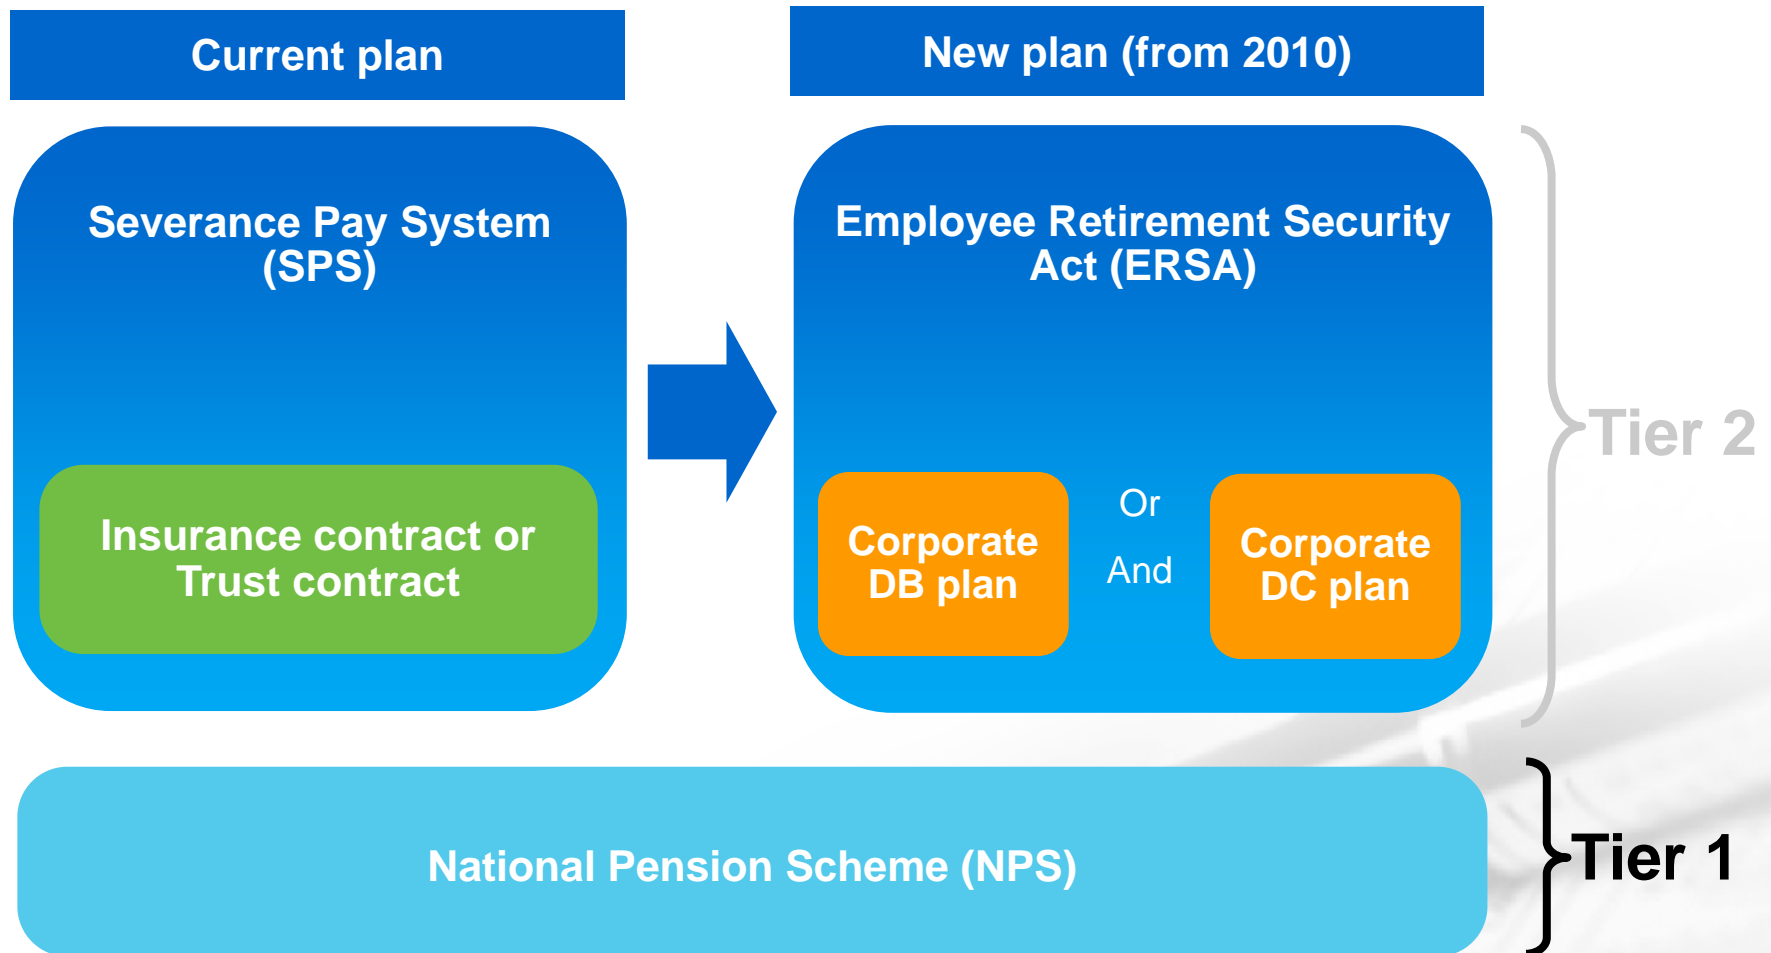 Current plan
New plan (from 2010)
Severance Pay System
(SPS)
Employee Retirement Security
Act (ERSA)
Tier 2
Insurance contract or
Trust contract
Corporate
DB plan
Or
And
Corporate
DC plan
National Pension Scheme (NPS)
Tier 1